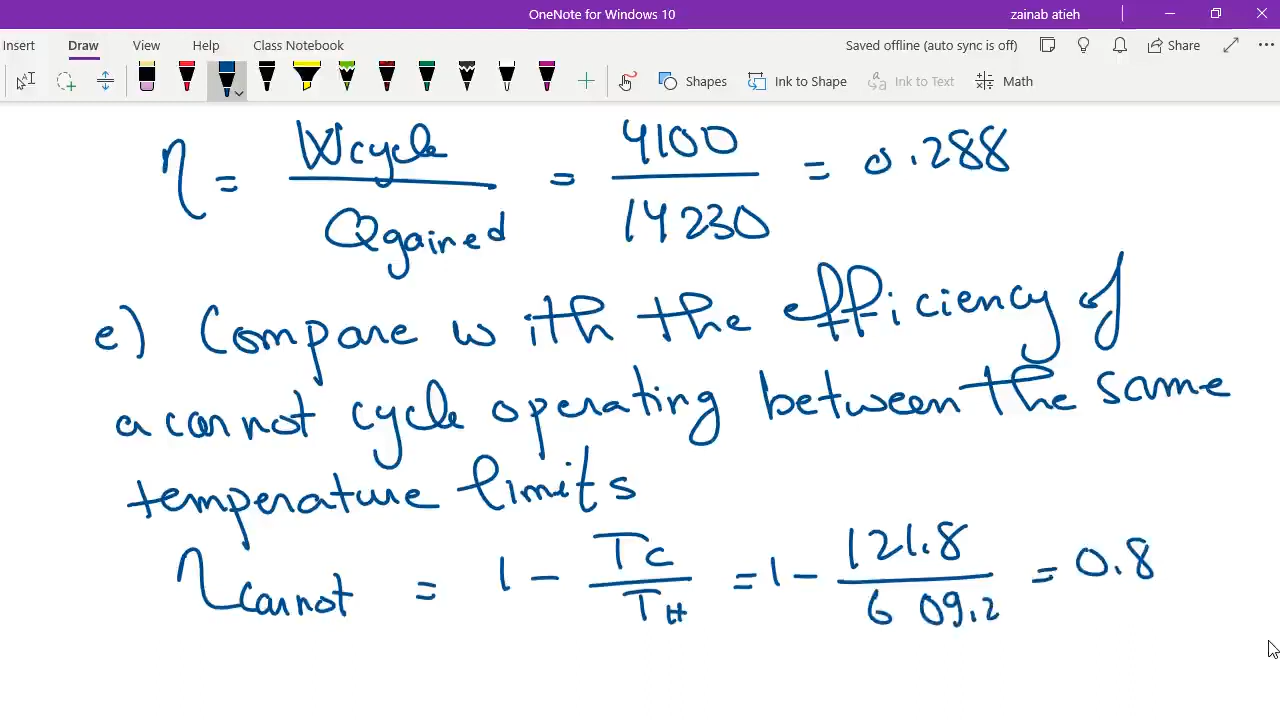 OneNote for Windows 10
zainab atieh
Insert Draw View Help Class Notebook Saved offline (auto sync is off) Share
Shapes Ink to Shape Ink to Text Math
η = Wcycle / Qgained = 4100 / 14230 = 0.288
e) Compare with the efficiency of
a carnot cycle operating between the same
temperature limits
η carnot = 1 - TC / TH = 1 - 121.8 / 609.2 = 0.8